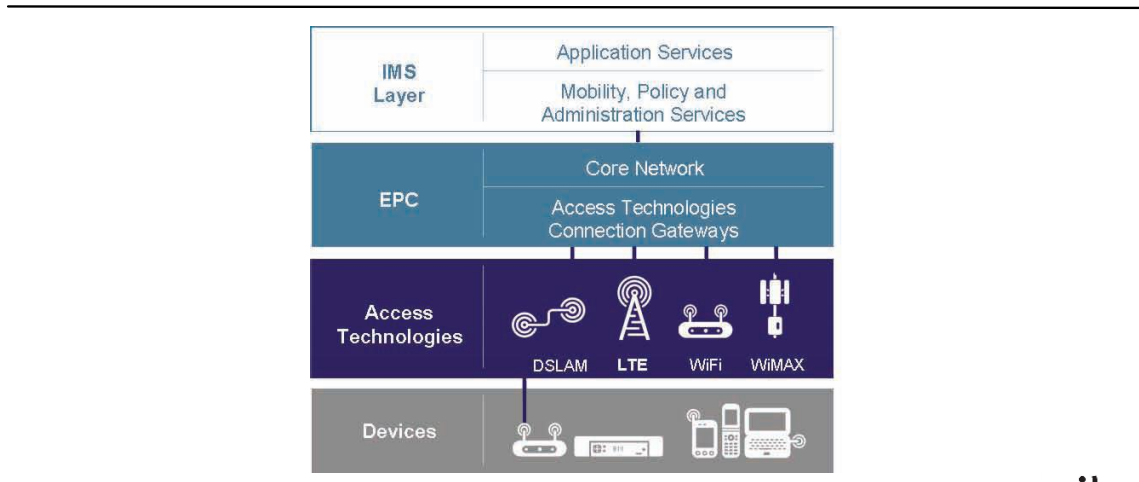 IMS
Layer
Application Services
Mobility, Policy and
Administration Services
EPC
Core Network
Access Technologies
Connection Gateways
Access
Technologies
DSLAM
LTE
WiFi
WiMAX
Devices